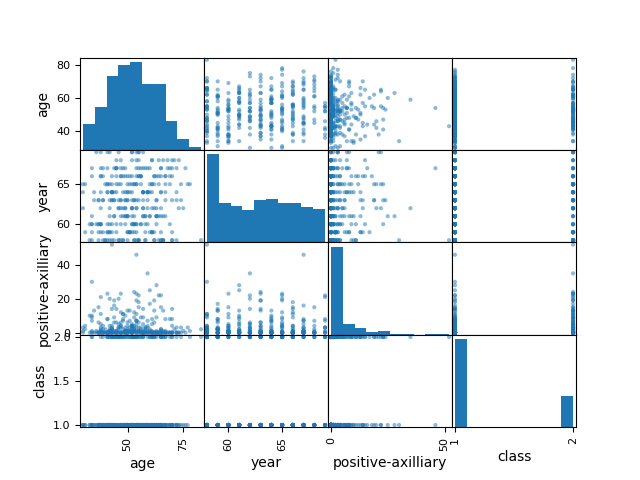 80
60
40
age
65
60
year
40
20
0
positive-axilliary
2.0
1.5
1.0
class
50
75
age
60
65
year
0
50
positive-axilliary
1
2
class